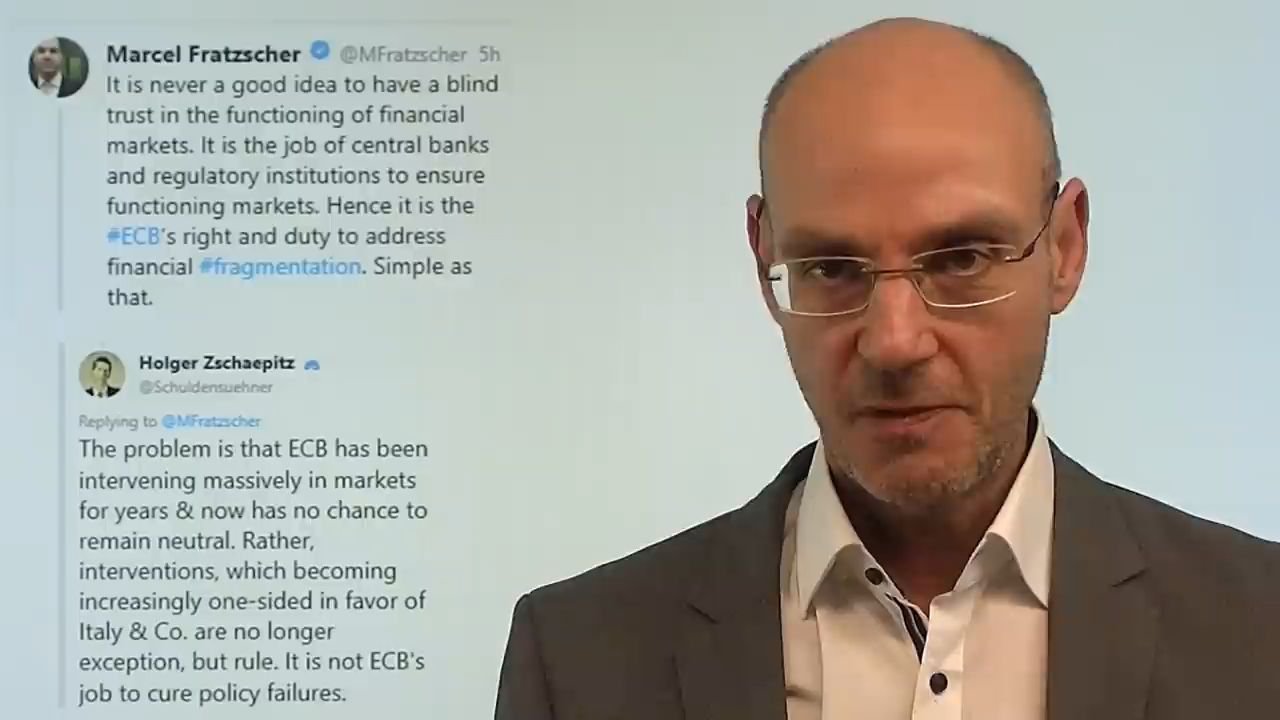 Marcel Fratzscher @MFratzscher 5h
It is never a good idea to have a blind
trust in the functioning of financial
markets. It is the job of central banks
and regulatory institutions to ensure
functioning markets. Hence it is the
#ECB's right and duty to address
financial #fragmentation. Simple as
that.
Holger Zschaepitz
@Schuldensuehner
Replying to @MFratzscher
The problem is that ECB has been
intervening massively in markets
for years & now has no chance to
remain neutral. Rather,
interventions, which becoming
increasingly one-sided in favor of
Italy & Co. are no longer
exception, but rule. It is not ECB's
job to cure policy failures.